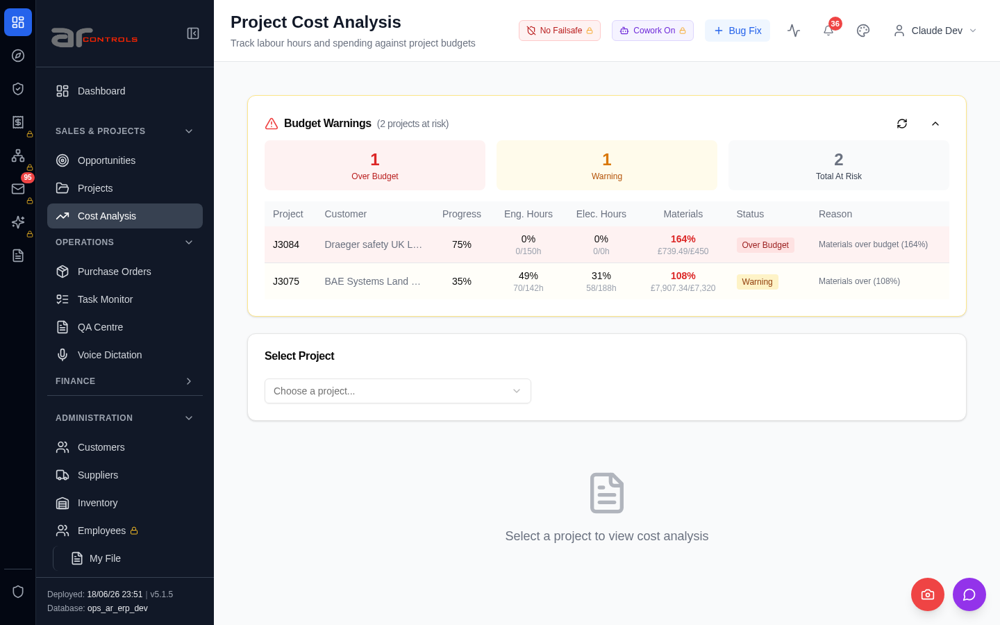 Project Cost Analysis
Track labour hours and spending against project budgets
No Failsafe
Cowork On
Bug Fix
36
Claude Dev
ar CONTROLS
95
Dashboard
SALES & PROJECTS
Opportunities
Projects
Cost Analysis
OPERATIONS
Purchase Orders
Task Monitor
QA Centre
Voice Dictation
FINANCE
ADMINISTRATION
Customers
Suppliers
Inventory
Employees
My File
Deployed: 18/06/26 23:51 | v5.1.5
Database: ops_ar_erp_dev
Budget Warnings (2 projects at risk)
1
Over Budget
1
Warning
2
Total At Risk
Project Customer Progress Eng. Hours Elec. Hours Materials Status Reason
J3084 Draeger safety UK L... 75% 0% 0% 164% Over Budget Materials over budget (164%)
0/150h 0/0h £739.49/£450
J3075 BAE Systems Land ... 35% 49% 31% 108% Warning Materials over (108%)
70/142h 58/188h £7,907.34/£7,320
Select Project
Choose a project...
Select a project to view cost analysis